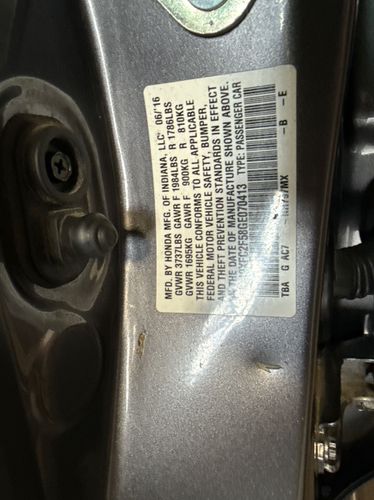 MFD. BY HONDA MFG. OF INDIANA, LLC 06/16
GVWR 3737LBS GAWR F 1984LBS R 1786LBS
GVWR 1695KG GAWR F 900KG R 810KG
THIS VEHICLE CONFORMS TO ALL APPLICABLE
FEDERAL MOTOR VEHICLE SAFETY, BUMPER,
AND THEFT PREVENTION STANDARDS IN EFFECT
ON THE DATE OF MANUFACTURE SHOWN ABOVE.
TYPE: PASSENGER CAR
TBA G AC7 -B -E